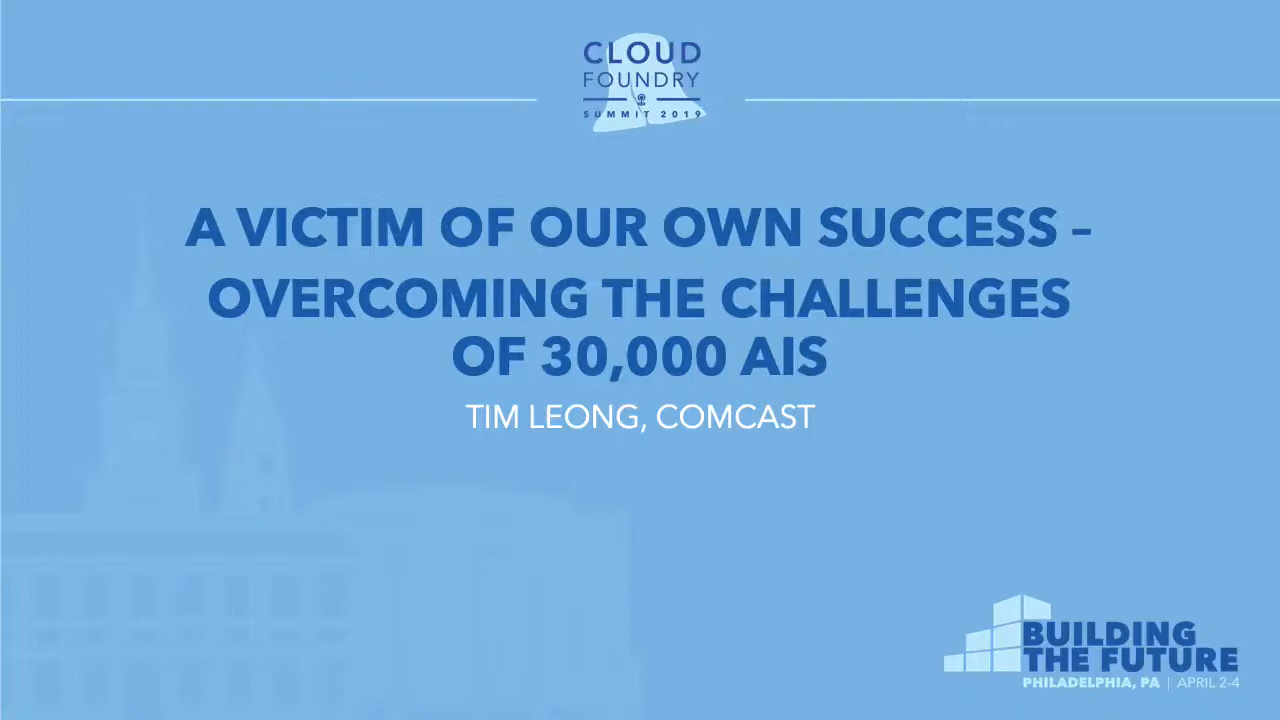 CLOUD
FOUNDRY
SUMMIT 2019
A VICTIM OF OUR OWN SUCCESS –
OVERCOMING THE CHALLENGES
OF 30,000 AIS
TIM LEONG, COMCAST
BUILDING
THE FUTURE
PHILADELPHIA, PA | APRIL 2-4